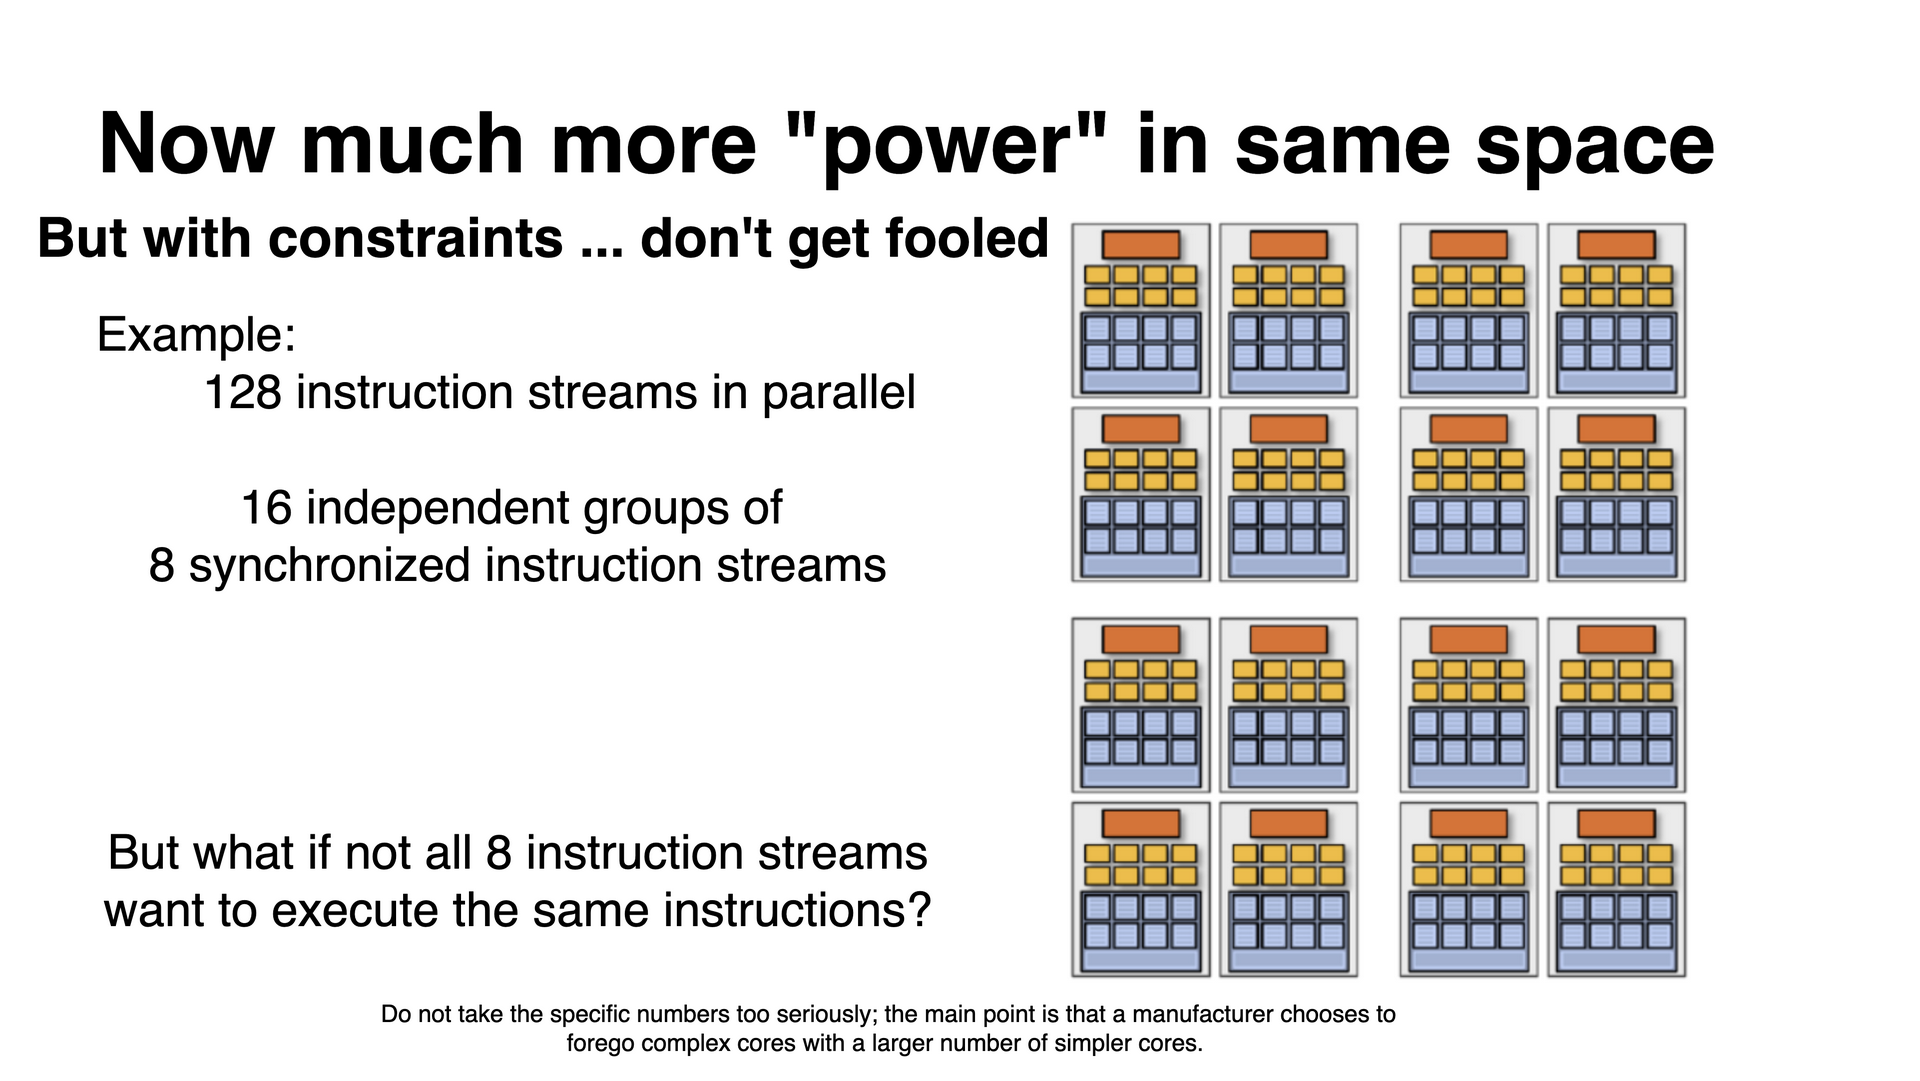 Now much more "power" in same space
But with constraints ... don't get fooled
Example:
128 instruction streams in parallel
16 independent groups of
8 synchronized instruction streams
But what if not all 8 instruction streams
want to execute the same instructions?
Do not take the specific numbers too seriously; the main point is that a manufacturer chooses to
forego complex cores with a larger number of simpler cores.